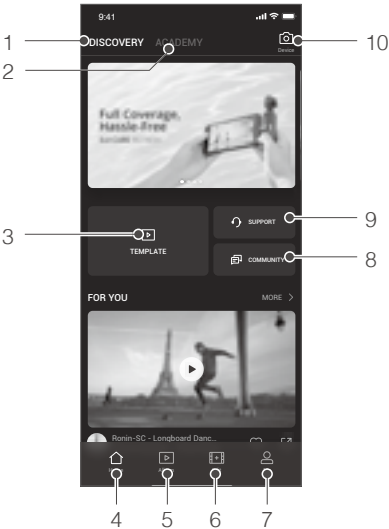 9:41
1 DISCOVERY ACADEMY 10
Device
2
Full Coverage,
Hassle-Free
3 SUPPORT 9
TEMPLATE COMMUNITY 8
FOR YOU MORE >
Ronin-SC - Longboard Danc...
4 5 6 7